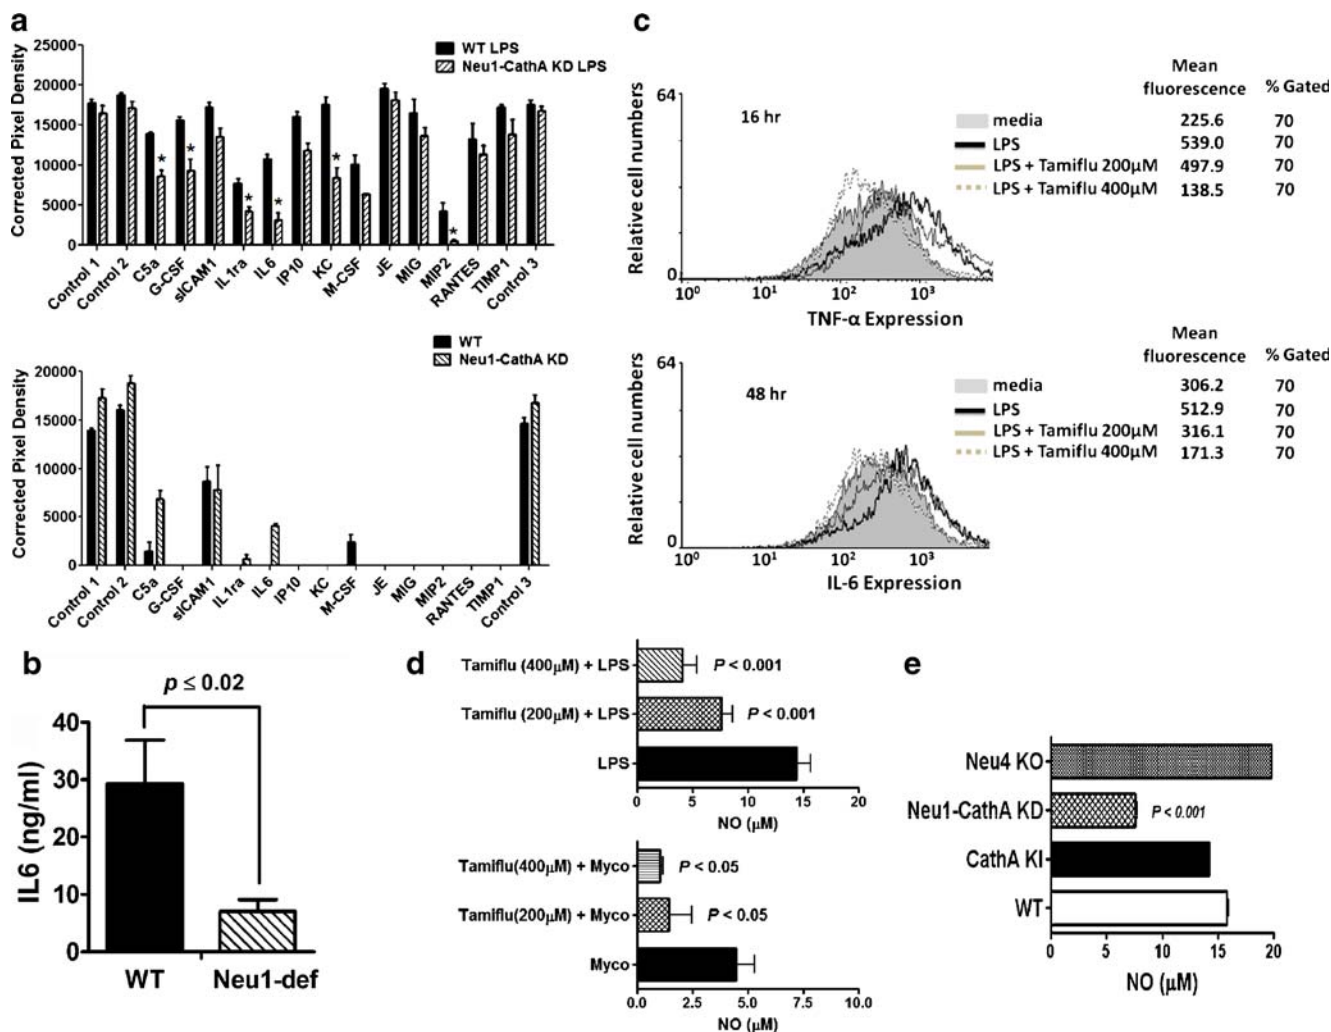 a
25000
20000
15000
10000
5000
0
Corrected Pixel Density
WT LPS
Neu1-CathA KD LPS
* * * * * *
Control 1 Control 2 C5a G-CSF sICAM1 IL1ra IL6 IP10 KC M-CSF JE MIG MIP2 RANTES TIMP1 Control 3
20000
15000
10000
5000
0
Corrected Pixel Density
WT
Neu1-CathA KD
Control 1 Control 2 C5a G-CSF sICAM1 IL1ra IL6 IP10 KC M-CSF JE MIG MIP2 RANTES TIMP1 Control 3
b
p ≤ 0.02
40
30
20
10
0
IL6 (ng/ml)
WT Neu1-def
c
64
0
Relative cell numbers
16 hr
Mean fluorescence % Gated
media 225.6 70
LPS 539.0 70
LPS + Tamiflu 200µM 497.9 70
LPS + Tamiflu 400µM 138.5 70
10⁰ 10¹ 10² 10³
TNF-α Expression
64
0
Relative cell numbers
48 hr
Mean fluorescence % Gated
media 306.2 70
LPS 512.9 70
LPS + Tamiflu 200µM 316.1 70
LPS + Tamiflu 400µM 171.3 70
10⁰ 10¹ 10² 10³
IL-6 Expression
d
Tamiflu (400µM) + LPS P < 0.001
Tamiflu (200µM) + LPS P < 0.001
LPS
0 5 10 15 20
NO (µM)
Tamiflu(400µM) + Myco P < 0.05
Tamiflu(200µM) + Myco P < 0.05
Myco
0.0 2.5 5.0 7.5 10.0
NO (µM)
e
Neu4 KO
Neu1-CathA KD P < 0.001
CathA KI
WT
0 5 10 15 20
NO (µM)